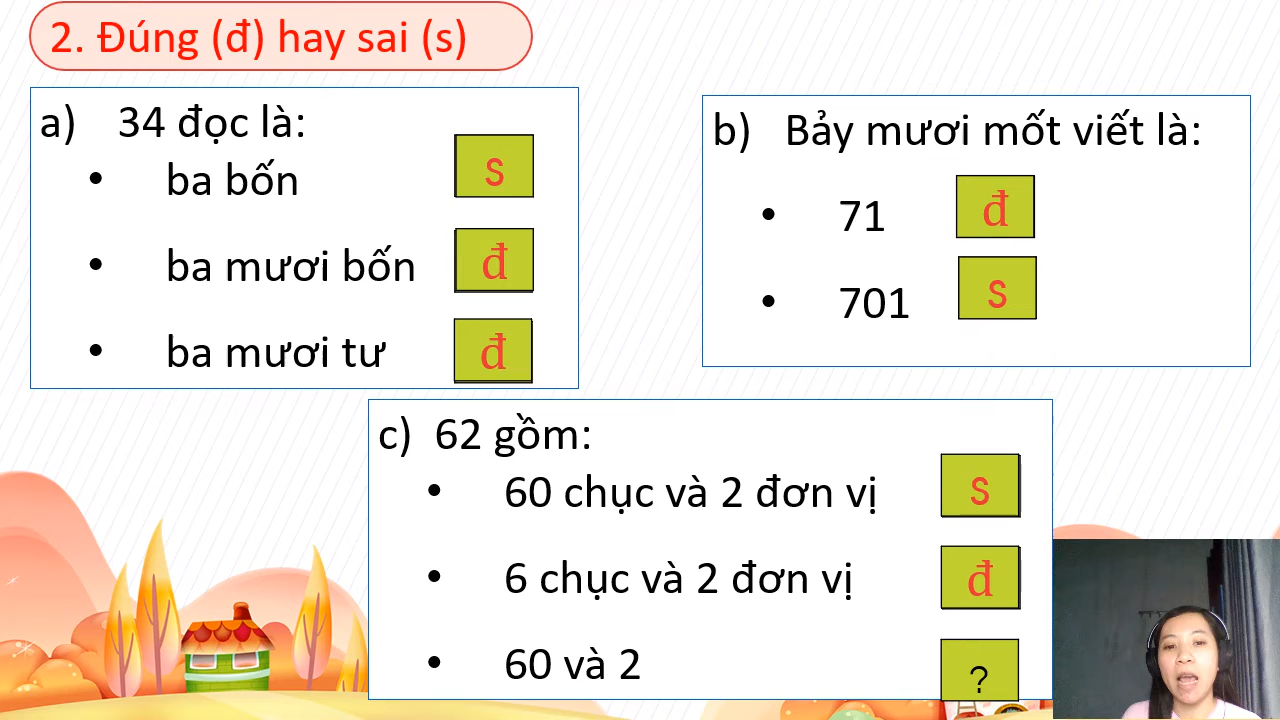 2. Đúng (đ) hay sai (s)
a) 34 đọc là:
• ba bốn s
• ba mươi bốn đ
• ba mươi tư đ
b) Bảy mươi mốt viết là:
• 71 đ
• 701 s
c) 62 gồm:
• 60 chục và 2 đơn vị s
• 6 chục và 2 đơn vị đ
• 60 và 2 ?